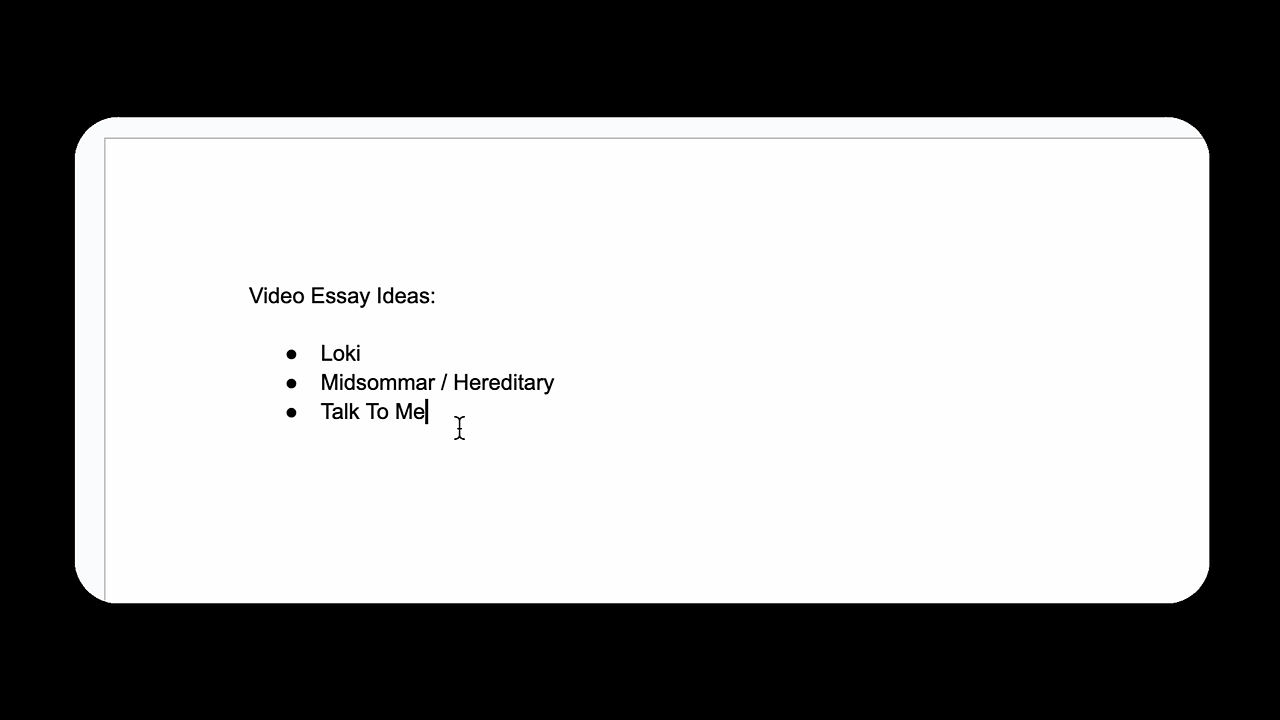 Video Essay Ideas:
● Loki
● Midsommar / Hereditary
● Talk To Me